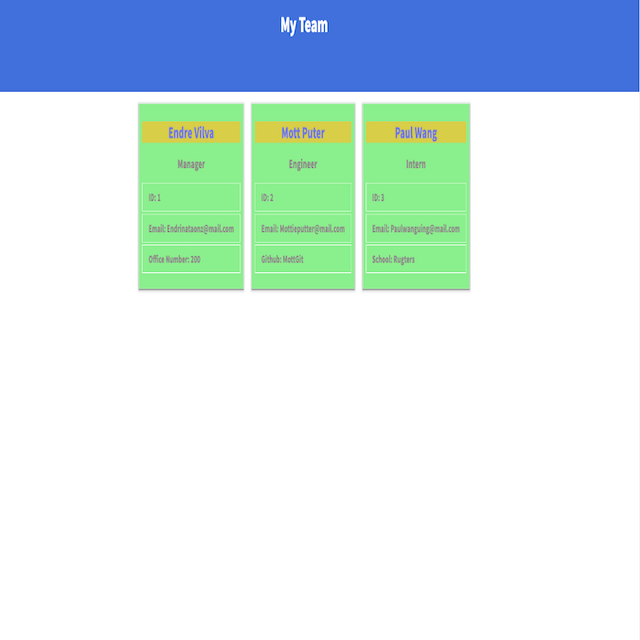 My Team
Endre Vilva
Manager
ID: 1
Email: Endrinataonz@mail.com
Office Number: 200
Mott Puter
Engineer
ID: 2
Email: Mottieputter@mail.com
Github: MottGit
Paul Wang
Intern
ID: 3
Email: Paulwanguing@mail.com
School: Rugters